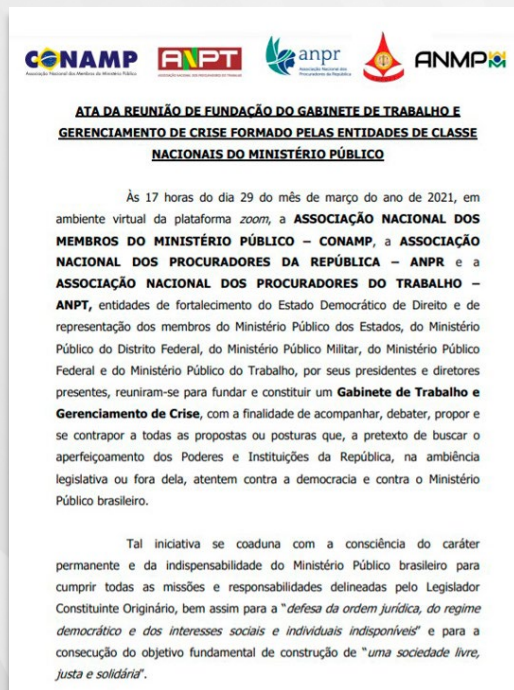 CONAMP
Associação Nacional dos Membros do Ministério Público
ANPT
ASSOCIAÇÃO NACIONAL DOS PROCURADORES DO TRABALHO
anpr
Associação Nacional dos
Procuradores da República
ANMPM
ATA DA REUNIÃO DE FUNDAÇÃO DO GABINETE DE TRABALHO E
GERENCIAMENTO DE CRISE FORMADO PELAS ENTIDADES DE CLASSE
NACIONAIS DO MINISTÉRIO PÚBLICO
Às 17 horas do dia 29 do mês de março do ano de 2021, em
ambiente virtual da plataforma zoom, a ASSOCIAÇÃO NACIONAL DOS
MEMBROS DO MINISTÉRIO PÚBLICO – CONAMP, a ASSOCIAÇÃO
NACIONAL DOS PROCURADORES DA REPÚBLICA – ANPR e a
ASSOCIAÇÃO NACIONAL DOS PROCURADORES DO TRABALHO –
ANPT, entidades de fortalecimento do Estado Democrático de Direito e de
representação dos membros do Ministério Público dos Estados, do Ministério
Público do Distrito Federal, do Ministério Público Militar, do Ministério Público
Federal e do Ministério Público do Trabalho, por seus presidentes e diretores
presentes, reuniram-se para fundar e constituir um Gabinete de Trabalho e
Gerenciamento de Crise, com a finalidade de acompanhar, debater, propor e
se contrapor a todas as propostas ou posturas que, a pretexto de buscar o
aperfeiçoamento dos Poderes e Instituições da República, na ambiência
legislativa ou fora dela, atentem contra a democracia e contra o Ministério
Público brasileiro.
Tal iniciativa se coaduna com a consciência do caráter
permanente e da indispensabilidade do Ministério Público brasileiro para
cumprir todas as missões e responsabilidades delineadas pelo Legislador
Constituinte Originário, bem assim para a "defesa da ordem jurídica, do regime
democrático e dos interesses sociais e individuais indisponíveis" e para a
consecução do objetivo fundamental de construção de "uma sociedade livre,
justa e solidária".